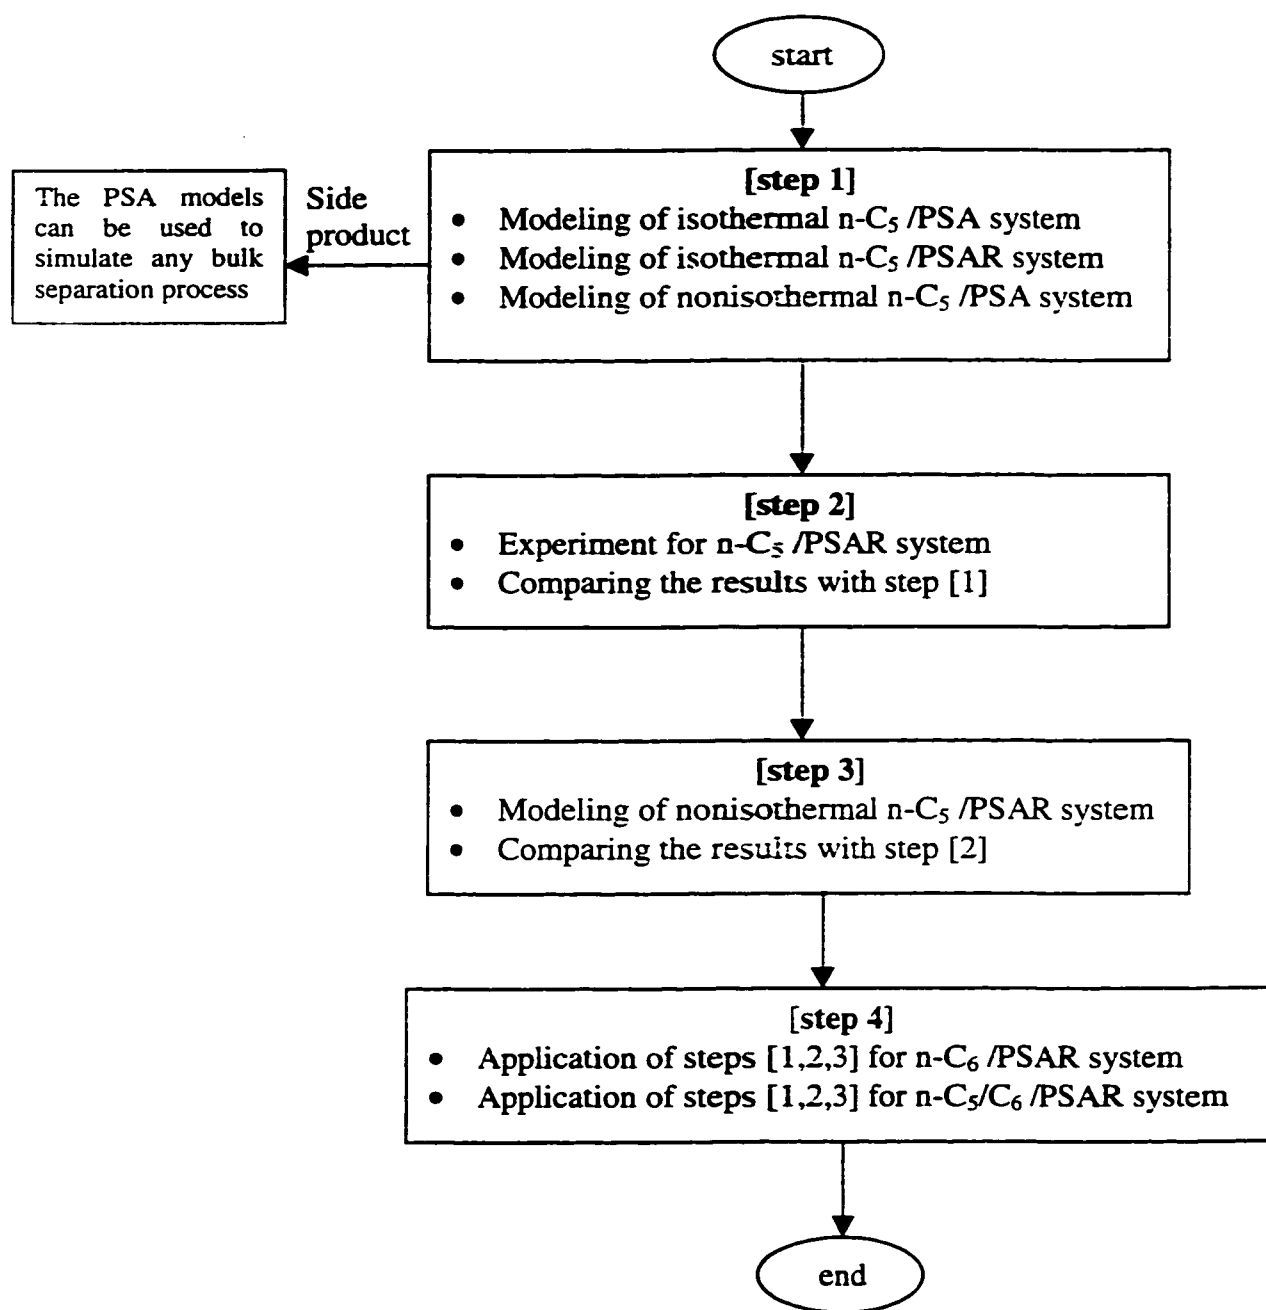 start
[step 1]
• Modeling of isothermal n-C₅ /PSA system
• Modeling of isothermal n-C₅ /PSAR system
• Modeling of nonisothermal n-C₅ /PSA system
Side
product
The PSA models
can be used to
simulate any bulk
separation process
[step 2]
• Experiment for n-C₅ /PSAR system
• Comparing the results with step [1]
[step 3]
• Modeling of nonisothermal n-C₅ /PSAR system
• Comparing the results with step [2]
[step 4]
• Application of steps [1,2,3] for n-C₆ /PSAR system
• Application of steps [1,2,3] for n-C₅/C₆ /PSAR system
end